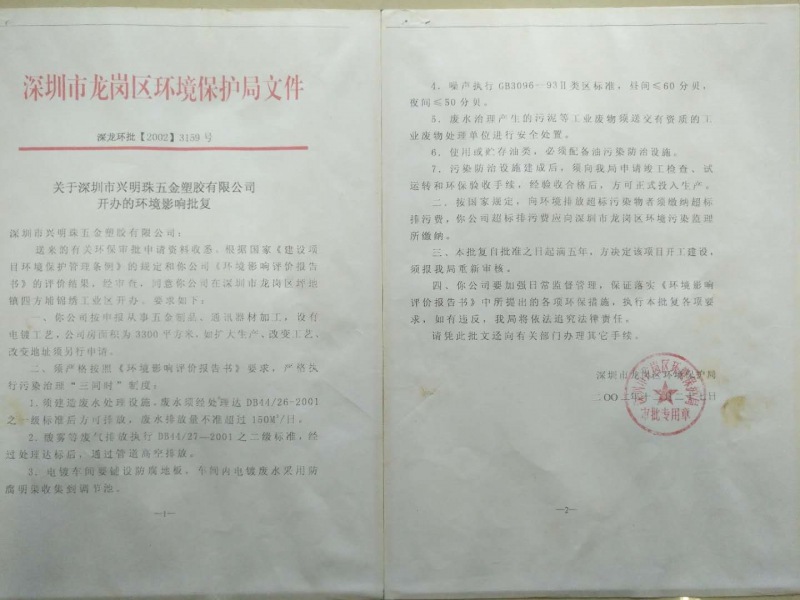 深圳市龙岗区环境保护局文件
深龙环批【2002】3159号
关于深圳市兴明珠五金塑胶有限公司
开办的环境影响批复
深圳市兴明珠五金塑胶有限公司：
送来的有关环保审批申请资料收悉。根据国家《建设项
目环境保护管理条例》的规定和你公司《环境影响评价报告
书》的评价结果，经审查，同意你公司在深圳市龙岗区坪地
镇四方埔锦绣工业区开办。要求如下：
一、你公司按申报从事五金制品、通讯器材加工，设有
电镀工艺，公司房面积为3300平方米，如扩大生产、改变工艺、
改变地址须另行申请。
二、须严格按照《环境影响评价报告书》要求，严格执
行污染治理“三同时”制度：
1．须建造废水处理设施，废水须经处理达DB44/26-2001
之一级标准后方可排放，废水排放量不准超过150M³/日。
2．酸雾等废气排放执行DB44/27—2001之二级标准，经
过处理达标后，通过管道高空排放。
3．电镀车间要铺设防腐地板，车间内电镀废水采用防
腐明渠收集到调节池。
—1—
4．噪声执行GB3096—93Ⅱ类区标准，昼间≤60分贝，
夜间≤50分贝。
5．废水治理产生的污泥等工业废物须送交有资质的工
业废物处理单位进行安全处置。
6．使用或贮存油类，必须配备油污染防治设施。
7．污染防治设施建成后，须向我局申请竣工检查、试
运转和环保验收手续，经验收合格后，方可正式投入生产。
二、按国家规定，向环境排放超标污染物者须缴纳超标
排污费，你公司超标排污费应向深圳市龙岗区环境污染监理
所缴纳。
三、本批复自批准之日起满五年，方决定该项目开工建设，
须报我局重新审核。
四、你公司要加强日常监督管理，保证落实《环境影响
评价报告书》中所提出的各项环保措施，执行本批复各项要
求，如有违反，我局将依法追究法律责任。
请凭此批文迳向有关部门办理其它手续。
深圳市龙岗区环境保护局
二〇〇二年十二月二十七日
审批专用章
—2—